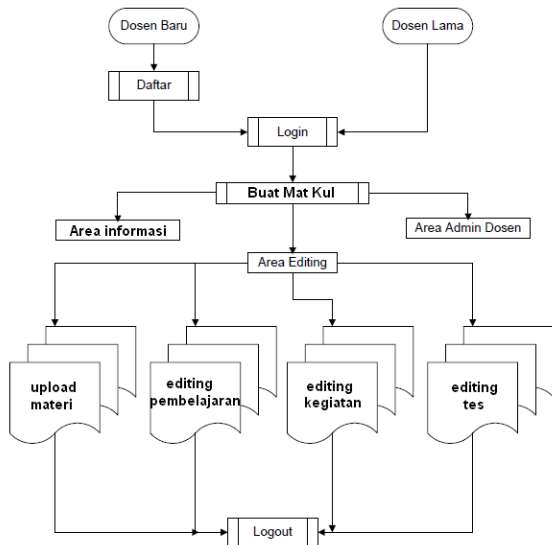 Dosen Baru
Dosen Lama
Daftar
Login
Buat Mat Kul
Area informasi
Area Admin Dosen
Area Editing
upload
materi
editing
pembelajaran
editing
kegiatan
editing
tes
Logout